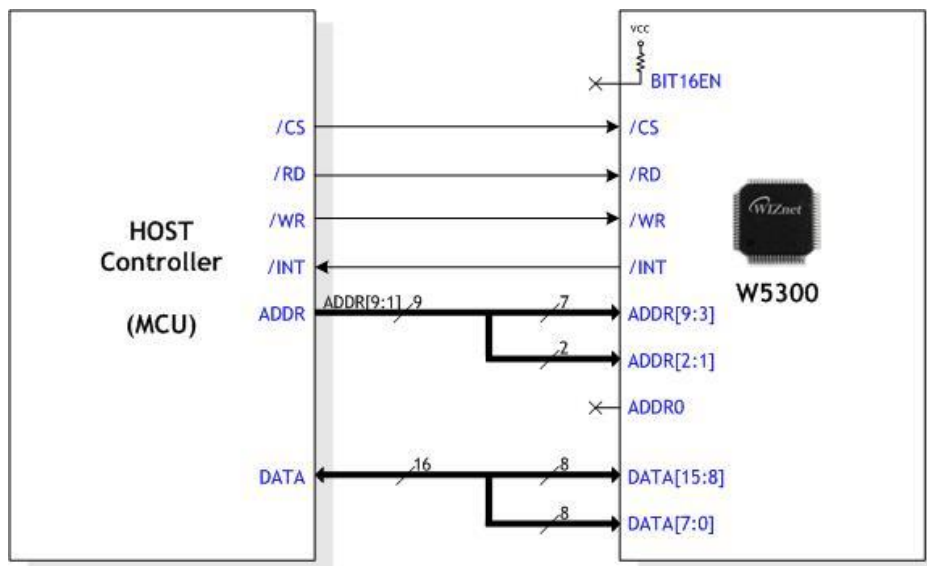 HOST
Controller
(MCU)
/CS
/RD
/WR
/INT
ADDR
DATA
ADDR[9:1]
9
7
2
16
8
8
vcc
BIT16EN
/CS
/RD
/WR
/INT
ADDR[9:3]
ADDR[2:1]
ADDR0
DATA[15:8]
DATA[7:0]
WIZnet
W5300